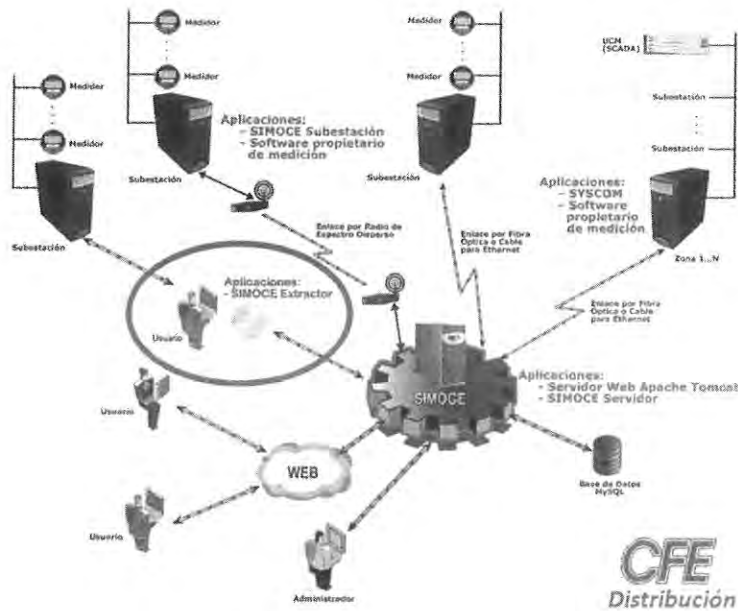 Medidor
Medidor
Medidor
Medidor
Medidor
Medidor
UCM
(SCADA)
Subestación
Subestación
Aplicaciones:
- SIMOCE Subestación
- Software propietario
de medición
Subestación
Subestación
Subestación
Aplicaciones:
- SYSCOM
- Software
propietario
de medición
Zona 1...N
Enlace por Radio de
Espectro Disperso
Enlace por Fibra
Óptica o Cable
para Ethernet
Enlace por Fibra
Óptica o Cable
para Ethernet
Aplicaciones:
- SIMOCE Extractor
Usuario
SIMOCE
Aplicaciones:
- Servidor Web Apache Tomcat
- SIMOCE Servidor
Usuario
WEB
Base de Datos
MySQL
Usuario
Administrador
CFE
Distribución